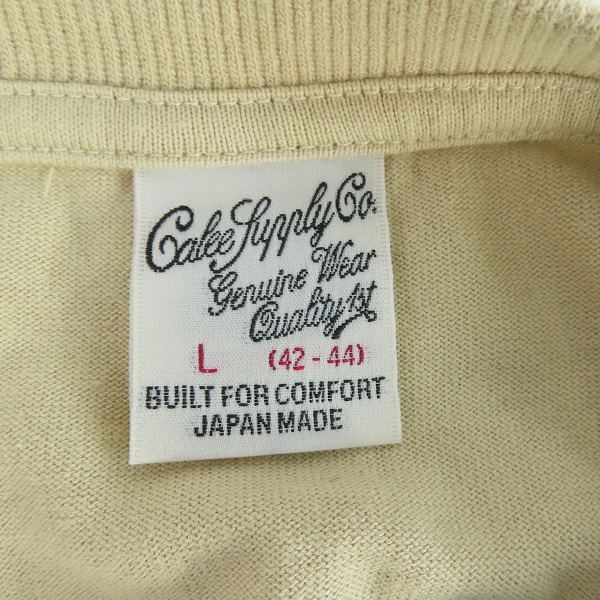 Calee Supply Co.
Genuine Wear
Quality 1st
L (42 - 44)
BUILT FOR COMFORT
JAPAN MADE